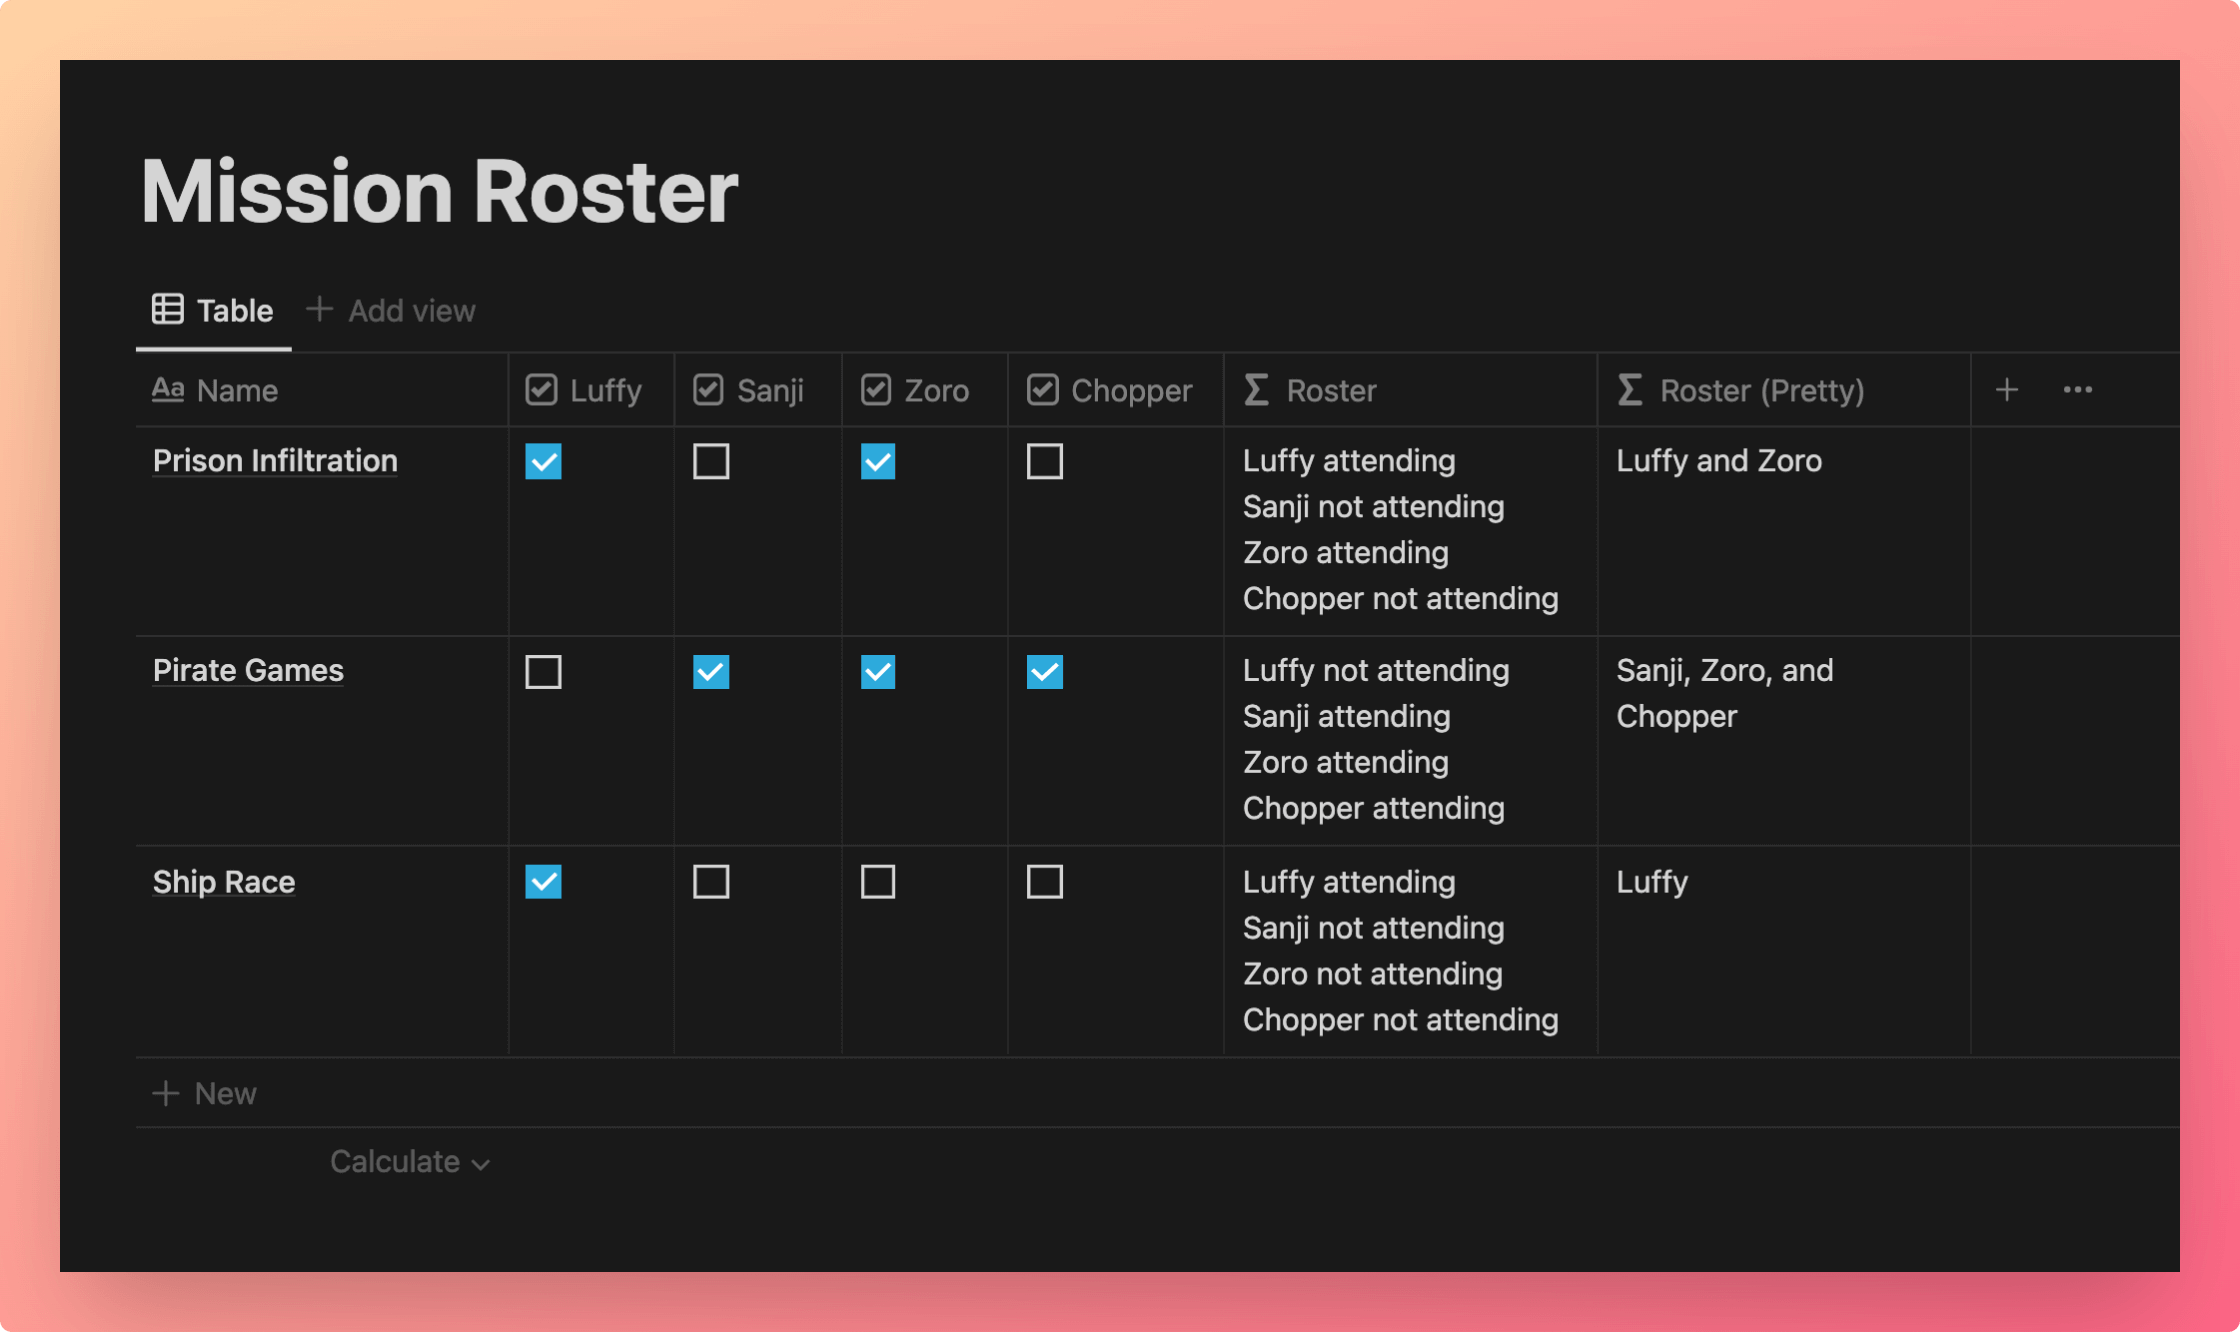 Mission Roster
Table + Add view
Aa Name Luffy Sanji Zoro Chopper Σ Roster Σ Roster (Pretty) + •••
Prison Infiltration Luffy attending Luffy and Zoro
Sanji not attending
Zoro attending
Chopper not attending
Pirate Games Luffy not attending Sanji, Zoro, and
Sanji attending Chopper
Zoro attending
Chopper attending
Ship Race Luffy attending Luffy
Sanji not attending
Zoro not attending
Chopper not attending
+ New
Calculate